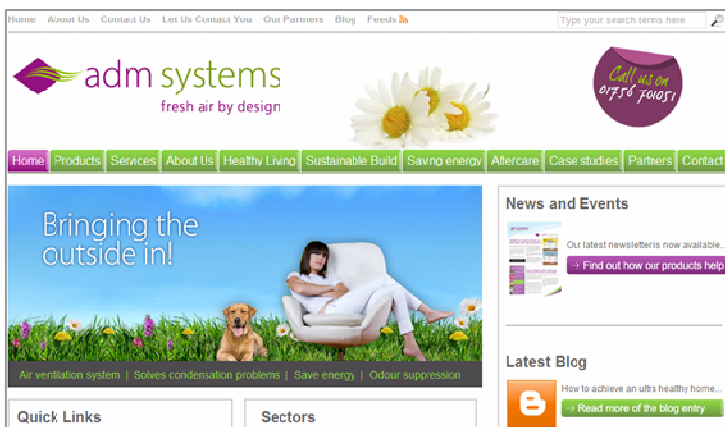 Home About Us Contact Us Let Us Contact You Our Partners Blog Feeds
Type your search terms here
adm systems
fresh air by design
Call us on
01756 701051
Home Products Services About Us Healthy Living Sustainable Build Saving energy Aftercare Case studies Partners Contact
Bringing the
outside in!
Air ventilation system | Solves condensation problems | Save energy | Odour suppression
News and Events
Our latest newsletter is now available...
Find out how our products help
Latest Blog
How to achieve an ultra healthy home...
Read more of the blog entry
Quick Links
Sectors